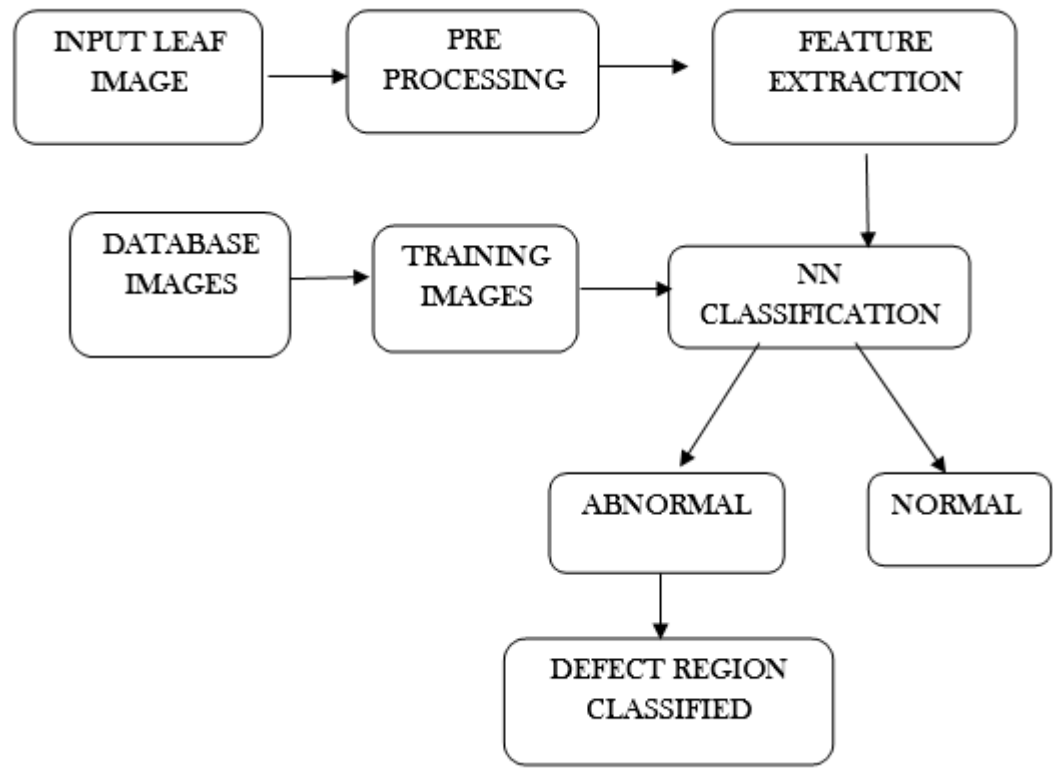 INPUT LEAF
IMAGE
PRE
PROCESSING
FEATURE
EXTRACTION
DATABASE
IMAGES
TRAINING
IMAGES
NN
CLASSIFICATION
ABNORMAL
NORMAL
DEFECT REGION
CLASSIFIED